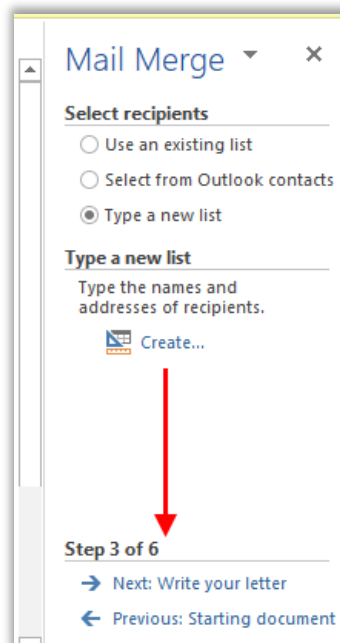 Mail Merge
Select recipients
Use an existing list
Select from Outlook contacts
Type a new list
Type a new list
Type the names and
addresses of recipients.
Create...
Step 3 of 6
Next: Write your letter
Previous: Starting document